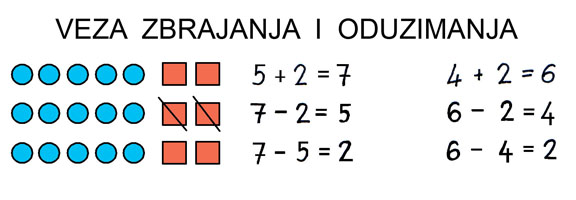 VEZA ZBRAJANJA I ODUZIMANJA
5 + 2 = 7 4 + 2 = 6
7 - 2 = 5 6 - 2 = 4
7 - 5 = 2 6 - 4 = 2